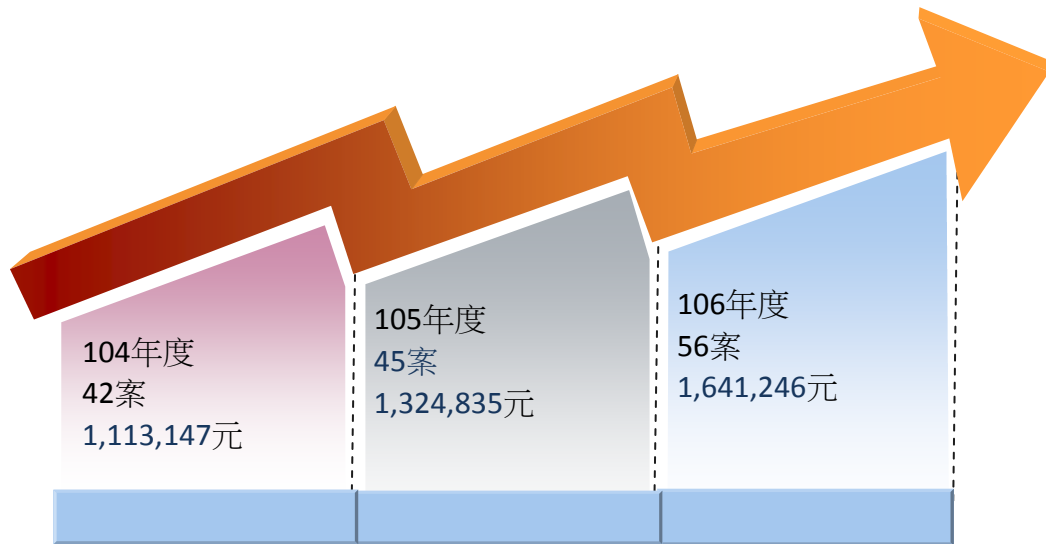 104年度
42案
1,113,147元
105年度
45案
1,324,835元
106年度
56案
1,641,246元